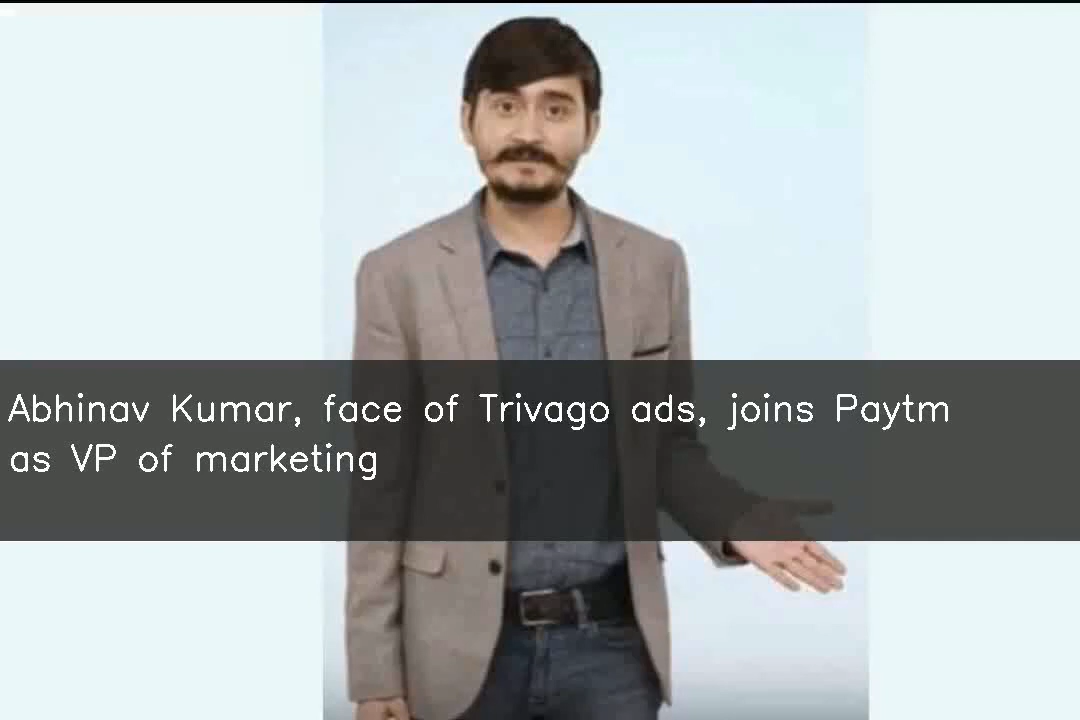 Abhinav Kumar, face of Trivago ads, joins Paytm
as VP of marketing